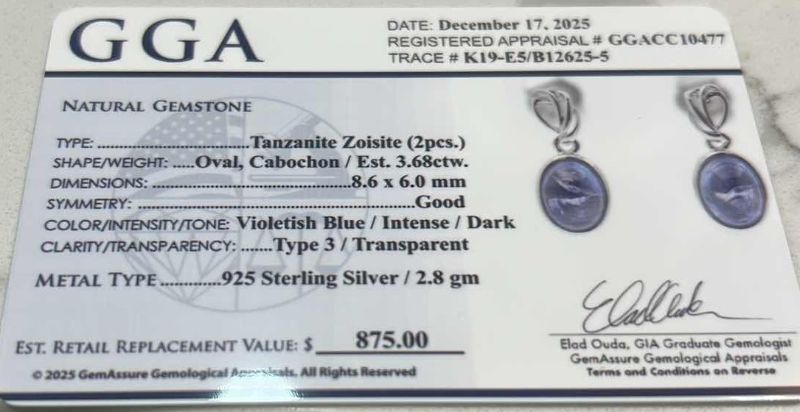 GGA
DATE: December 17, 2025
REGISTERED APPRAISAL # GGACC10477
TRACE # K19-E5/B12625-5
NATURAL GEMSTONE
TYPE: ..............................Tanzanite Zoisite (2pcs.)
SHAPE/WEIGHT: .....Oval, Cabochon / Est. 3.68ctw.
DIMENSIONS: ........................................8.6 x 6.0 mm
SYMMETRY: .......................................................Good
COLOR/INTENSITY/TONE: Violetish Blue / Intense / Dark
CLARITY/TRANSPARENCY: .......Type 3 / Transparent
METAL TYPE.............925 Sterling Silver / 2.8 gm
EST. RETAIL REPLACEMENT VALUE: $ 875.00
© 2025 GemAssure Gemological Appraisals. All Rights Reserved
Elad Ouda
Elad Ouda, GIA Graduate Gemologist
GemAssure Gemological Appraisals
Terms and Conditions on Reverse